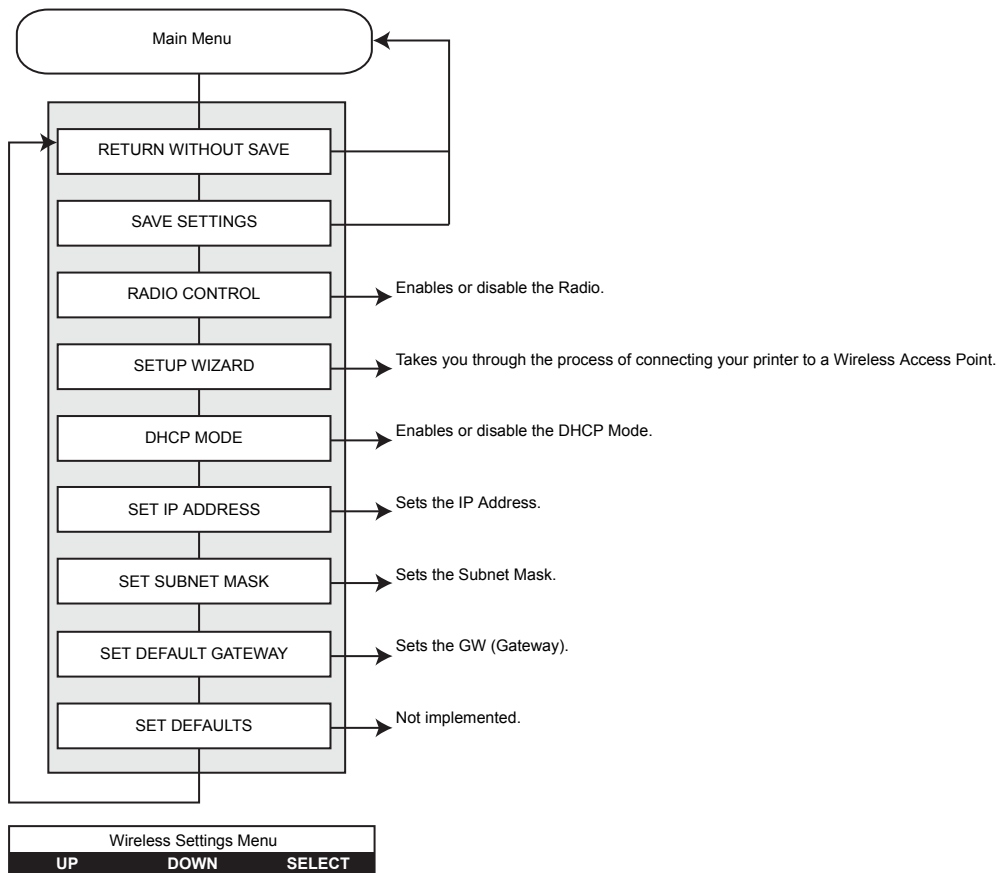 Main Menu
RETURN WITHOUT SAVE
SAVE SETTINGS
RADIO CONTROL
Enables or disable the Radio.
SETUP WIZARD
Takes you through the process of connecting your printer to a Wireless Access Point.
DHCP MODE
Enables or disable the DHCP Mode.
SET IP ADDRESS
Sets the IP Address.
SET SUBNET MASK
Sets the Subnet Mask.
SET DEFAULT GATEWAY
Sets the GW (Gateway).
SET DEFAULTS
Not implemented.
Wireless Settings Menu
UP DOWN SELECT